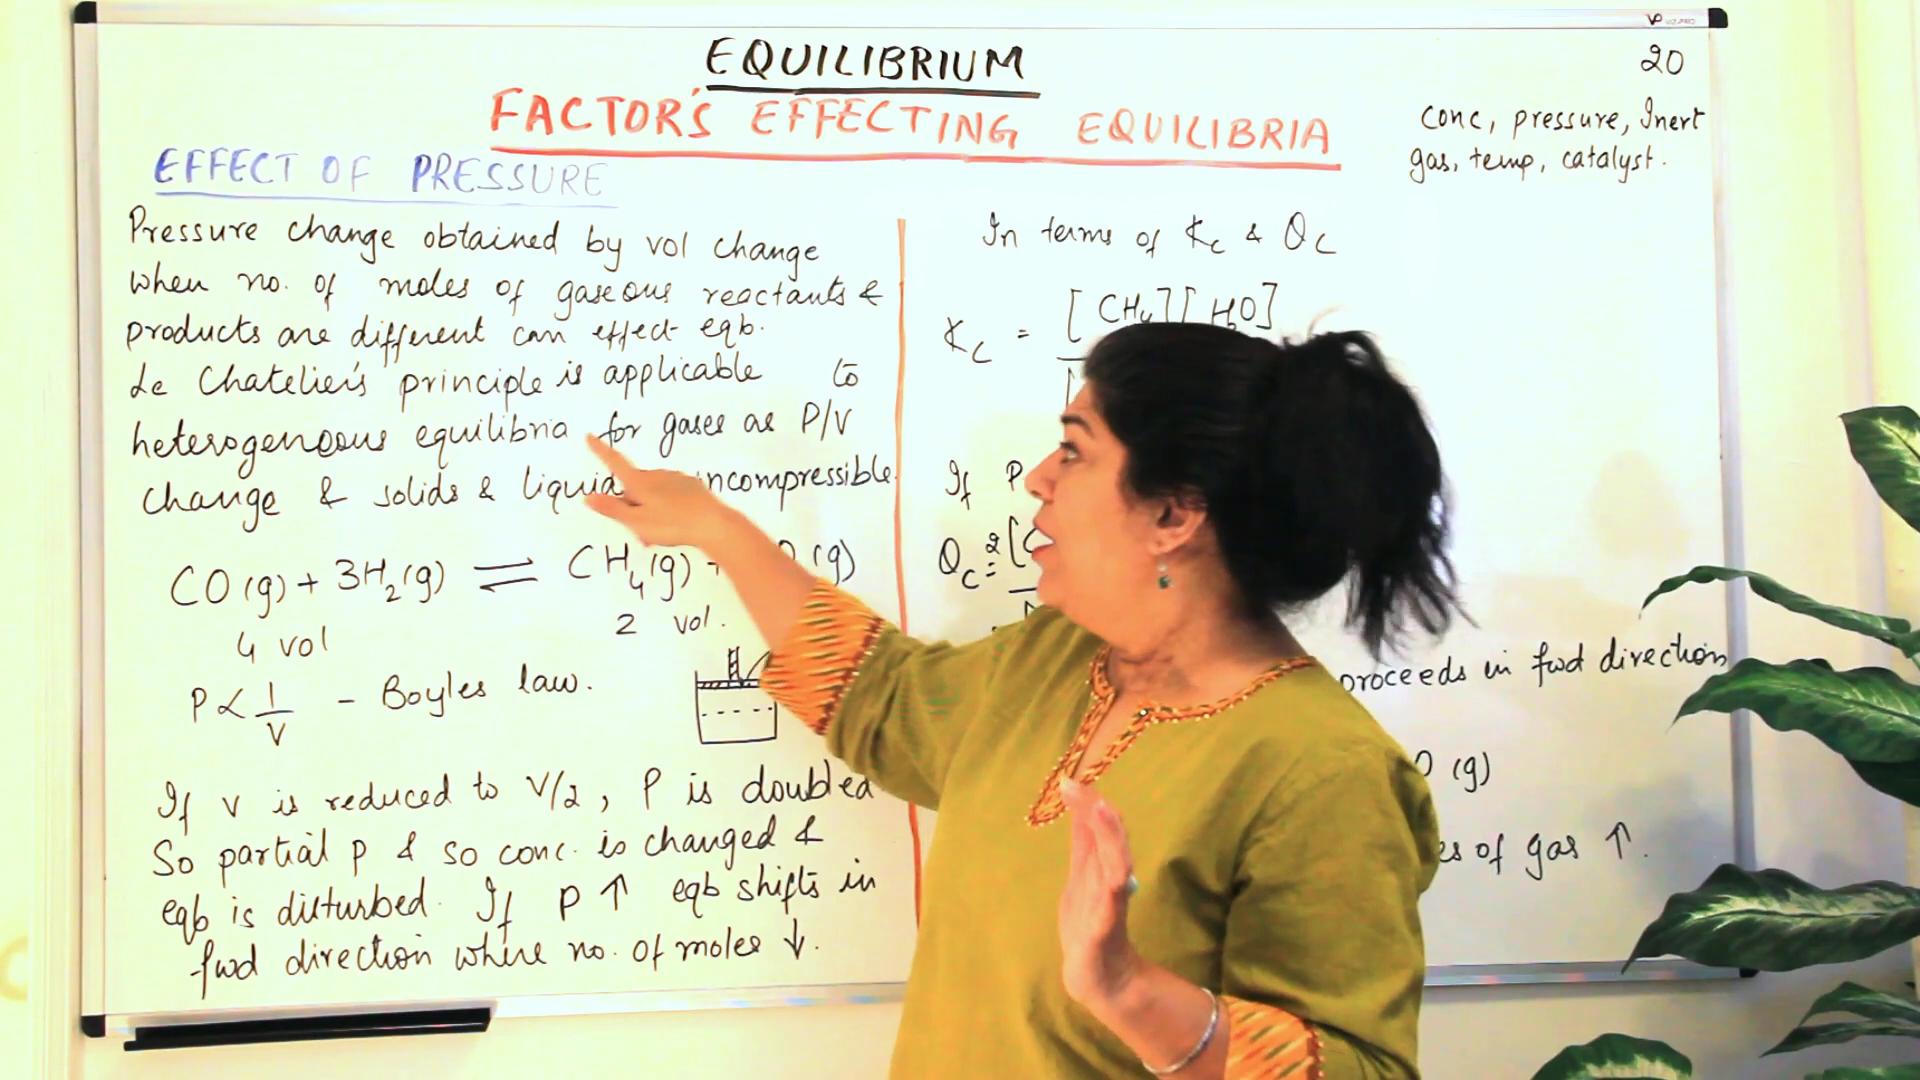 EQUILIBRIUM
20
FACTOR'S EFFECTING EQUILIBRIA
conc, pressure, Inert
gas, temp, catalyst.
EFFECT OF PRESSURE
Pressure change obtained by vol change
when no. of moles of gaseous reactants &
products are different can effect eqb.
Le Chatelier's principle is applicable to
heterogeneous equilibria for gases as P/V
change & solids & liquid incompressible.
CO(g) + 3H₂(g) ⇌ CH₄(g) + (g)
4 vol 2 vol.
P ∝ 1/V - Boyles law.
If V is reduced to V/2, P is doubled
So partial p & so conc. is changed &
eqb is disturbed. If P ↑ eqb shifts in
fwd direction where no. of moles ↓.
In terms of Kc & Qc
Kc = [CH₄][H₂O]
If P
Qc = 2[C
proceeds in fwd direction
O (g)
es of gas ↑.